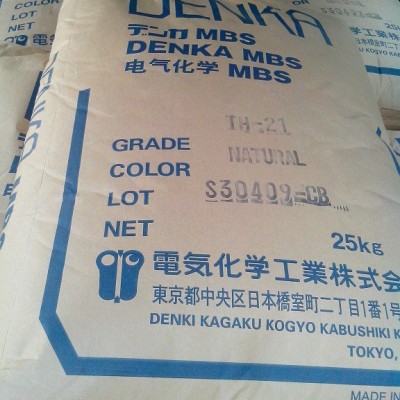 DENKA
デンカ MBS
DENKA MBS
电气化学 MBS
GRADE TH-21
COLOR NATURAL
LOT S30409-CB
NET 25kg
電気化学工業株式会
東京都中央区日本橋室町二丁目1番1号
DENKI KAGAKU KOGYO KABUSHIKI K
TOKYO,
MADE IN
COLOR
LOT
NET
S30409-CB